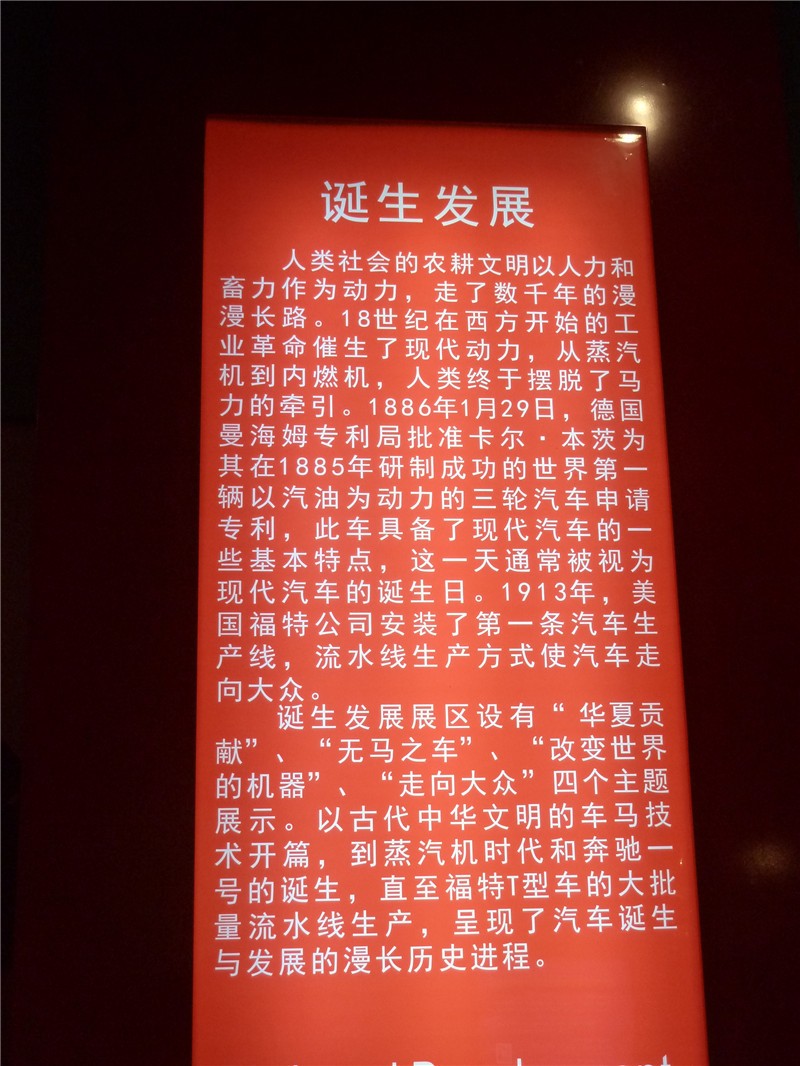 诞生发展
人类社会的农耕文明以人力和
畜力作为动力，走了数千年的漫
漫长路。18世纪在西方开始的工
业革命催生了现代动力，从蒸汽
机到内燃机，人类终于摆脱了马
力的牵引。1886年1月29日，德国
曼海姆专利局批准卡尔·本茨为
其在1885年研制成功的世界第一
辆以汽油为动力的三轮汽车申请
专利，此车具备了现代汽车的一
些基本特点，这一天通常被视为
现代汽车的诞生日。1913年，美
国福特公司安装了第一条汽车生
产线，流水线生产方式使汽车走
向大众。
诞生发展展区设有“华夏贡
献”、“无马之车”、“改变世界
的机器”、“走向大众”四个主题
展示。以古代中华文明的车马技
术开篇，到蒸汽机时代和奔驰一
号的诞生，直至福特T型车的大批
量流水线生产，呈现了汽车诞生
与发展的漫长历史进程。